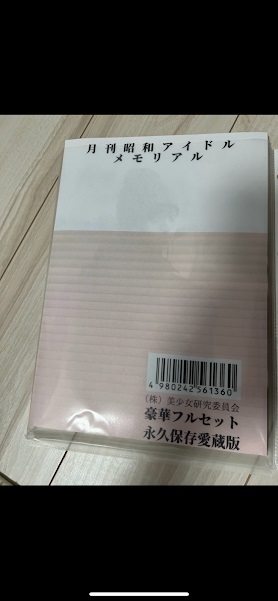 月刊昭和アイドル
メモリアル
4 980242 561360
(株)美少女研究委員会
豪華フルセット
永久保存愛蔵版